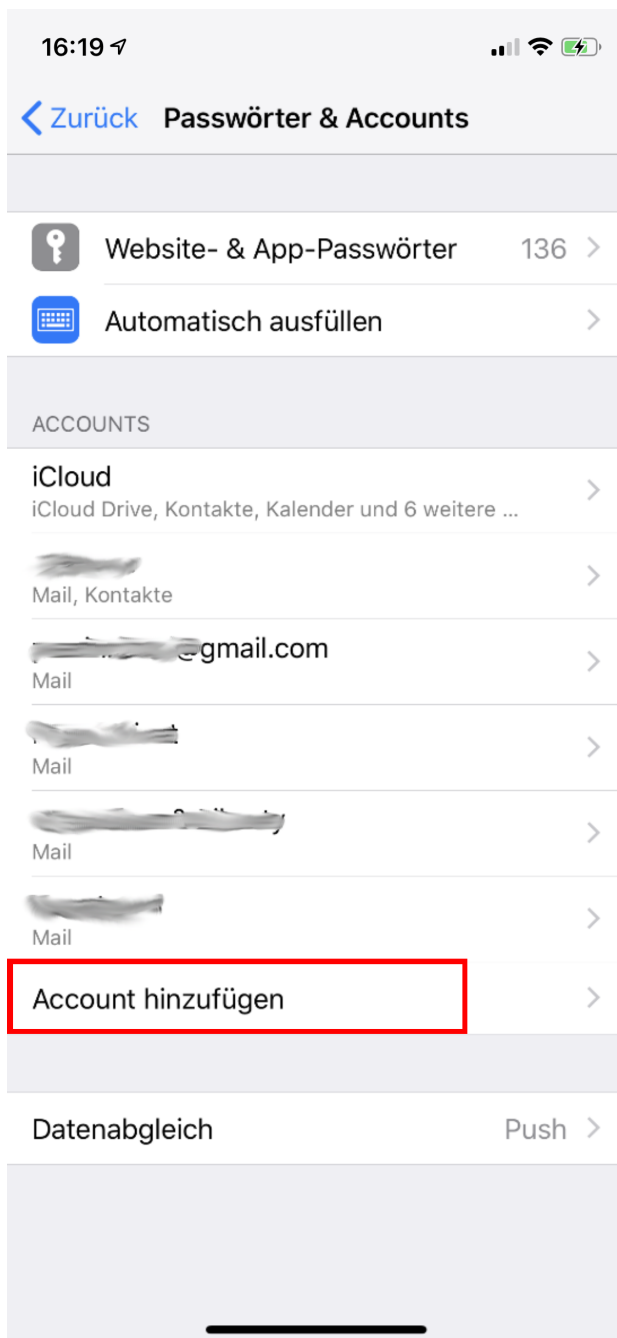 16:19
Zurück Passwörter & Accounts
Website- & App-Passwörter 136
Automatisch ausfüllen
ACCOUNTS
iCloud
iCloud Drive, Kontakte, Kalender und 6 weitere ...
Mail, Kontakte
@gmail.com
Mail
Mail
Mail
Mail
Account hinzufügen
Datenabgleich Push